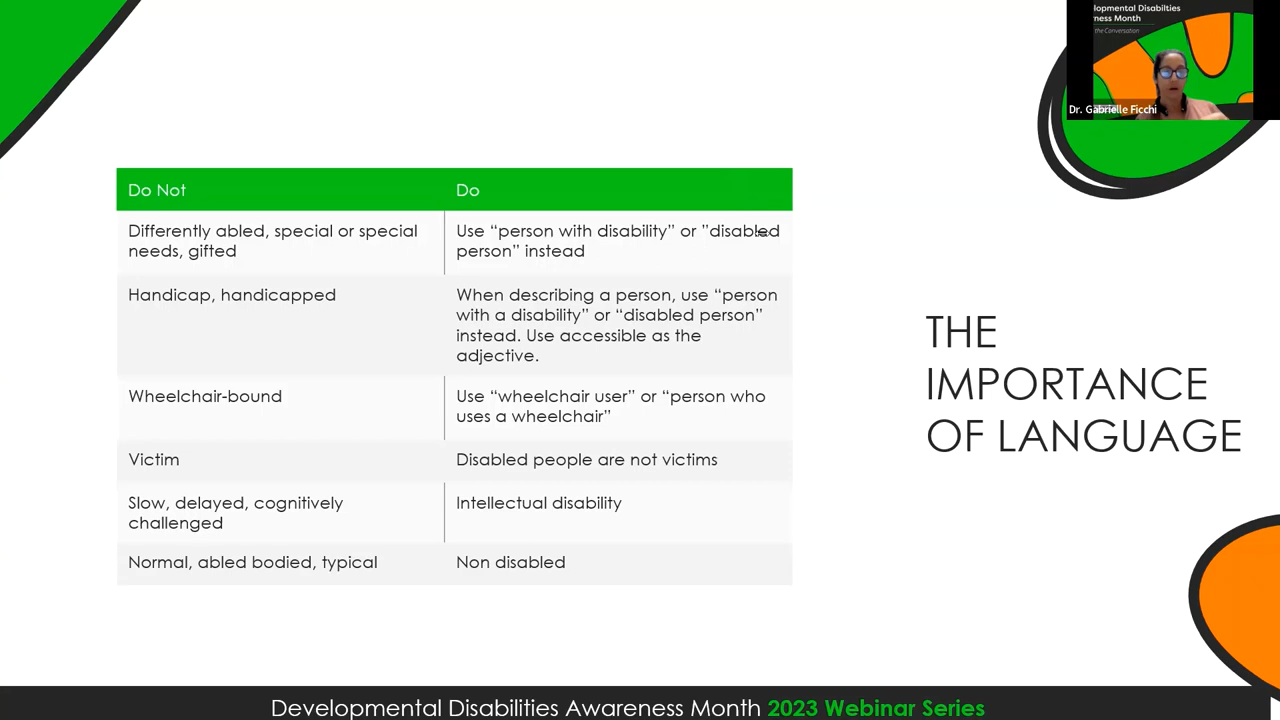 lopmental Disabilties
ness Month
the Conversation
Dr. Gabrielle Ficchi
Do Not
Do
Differently abled, special or special
needs, gifted
Use “person with disability” or ”disabled
person” instead
Handicap, handicapped
When describing a person, use “person
with a disability” or “disabled person”
instead. Use accessible as the
adjective.
Wheelchair-bound
Use “wheelchair user” or “person who
uses a wheelchair”
Victim
Disabled people are not victims
Slow, delayed, cognitively
challenged
Intellectual disability
Normal, abled bodied, typical
Non disabled
THE
IMPORTANCE
OF LANGUAGE
Developmental Disabilities Awareness Month 2023 Webinar Series